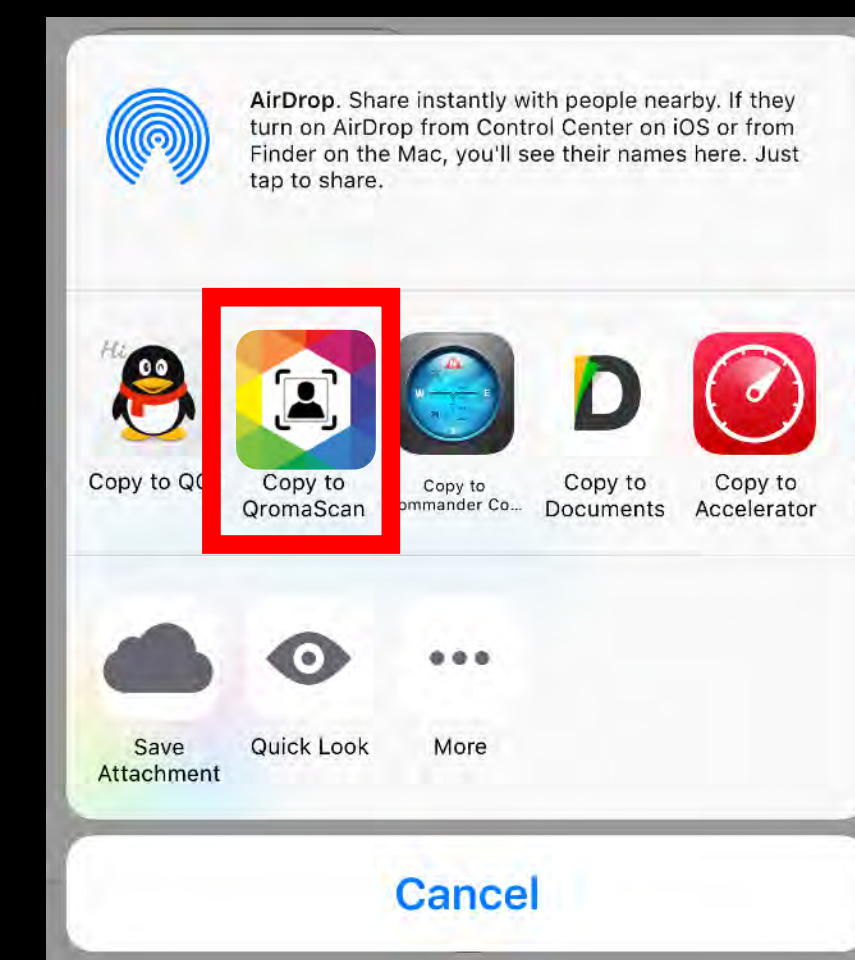 AirDrop. Share instantly with people nearby. If they
turn on AirDrop from Control Center on iOS or from
Finder on the Mac, you'll see their names here. Just
tap to share.
Hi
Copy to
Copy to
QromaScan
Copy to
Co...
Copy to
Documents
Copy to
Accelerator
W
E
Save
Attachment
Quick Look
More
Cancel